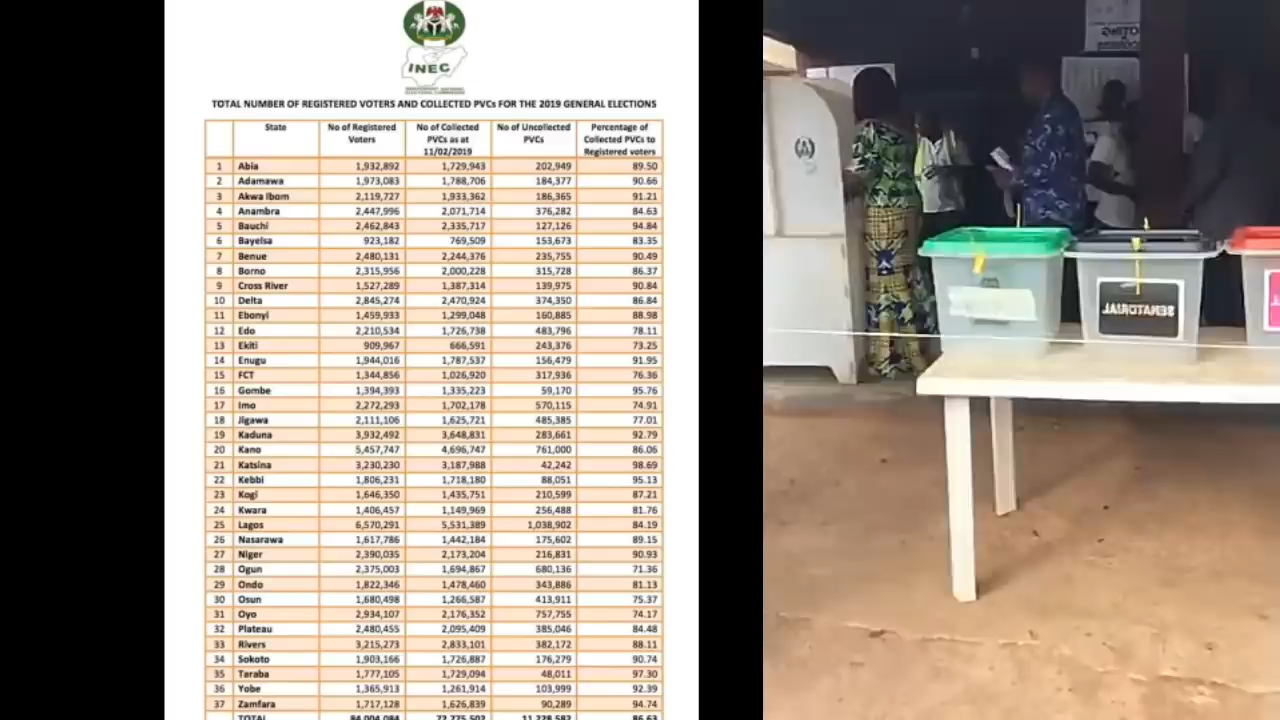 INEC
INDEPENDENT NATIONAL
ELECTORAL COMMISSION
TOTAL NUMBER OF REGISTERED VOTERS AND COLLECTED PVCs FOR THE 2019 GENERAL ELECTIONS
State No of Registered Voters No of Collected PVCs as at 11/02/2019 No of Uncollected PVCs Percentage of Collected PVCs to Registered voters
1 Abia 1,932,892 1,729,943 202,949 89.50
2 Adamawa 1,973,083 1,788,706 184,377 90.66
3 Akwa Ibom 2,119,727 1,933,362 186,365 91.21
4 Anambra 2,447,996 2,071,714 376,282 84.63
5 Bauchi 2,462,843 2,335,717 127,126 94.84
6 Bayelsa 923,182 769,509 153,673 83.35
7 Benue 2,480,131 2,244,376 235,755 90.49
8 Borno 2,315,956 2,000,228 315,728 86.37
9 Cross River 1,527,289 1,387,314 139,975 90.84
10 Delta 2,845,274 2,470,924 374,350 86.84
11 Ebonyi 1,459,933 1,299,048 160,885 88.98
12 Edo 2,210,534 1,726,738 483,796 78.11
13 Ekiti 909,967 666,591 243,376 73.25
14 Enugu 1,944,016 1,787,537 156,479 91.95
15 FCT 1,344,856 1,026,920 317,936 76.36
16 Gombe 1,394,393 1,335,223 59,170 95.76
17 Imo 2,272,293 1,702,178 570,115 74.91
18 Jigawa 2,111,106 1,625,721 485,385 77.01
19 Kaduna 3,932,492 3,648,831 283,661 92.79
20 Kano 5,457,747 4,696,747 761,000 86.06
21 Katsina 3,230,230 3,187,988 42,242 98.69
22 Kebbi 1,806,231 1,718,180 88,051 95.13
23 Kogi 1,646,350 1,435,751 210,599 87.21
24 Kwara 1,406,457 1,149,969 256,488 81.76
25 Lagos 6,570,291 5,531,389 1,038,902 84.19
26 Nasarawa 1,617,786 1,442,184 175,602 89.15
27 Niger 2,390,035 2,173,204 216,831 90.93
28 Ogun 2,375,003 1,694,867 680,136 71.36
29 Ondo 1,822,346 1,478,460 343,886 81.13
30 Osun 1,680,498 1,266,587 413,911 75.37
31 Oyo 2,934,107 2,176,352 757,755 74.17
32 Plateau 2,480,455 2,095,409 385,046 84.48
33 Rivers 3,215,273 2,833,101 382,172 88.11
34 Sokoto 1,903,166 1,726,887 176,279 90.74
35 Taraba 1,777,105 1,729,094 48,011 97.30
36 Yobe 1,365,913 1,261,914 103,999 92.39
37 Zamfara 1,717,128 1,626,839 90,289 94.74
TOTAL 84,004,084 72,775,502 11,228,582 86.63
SENATORIAL